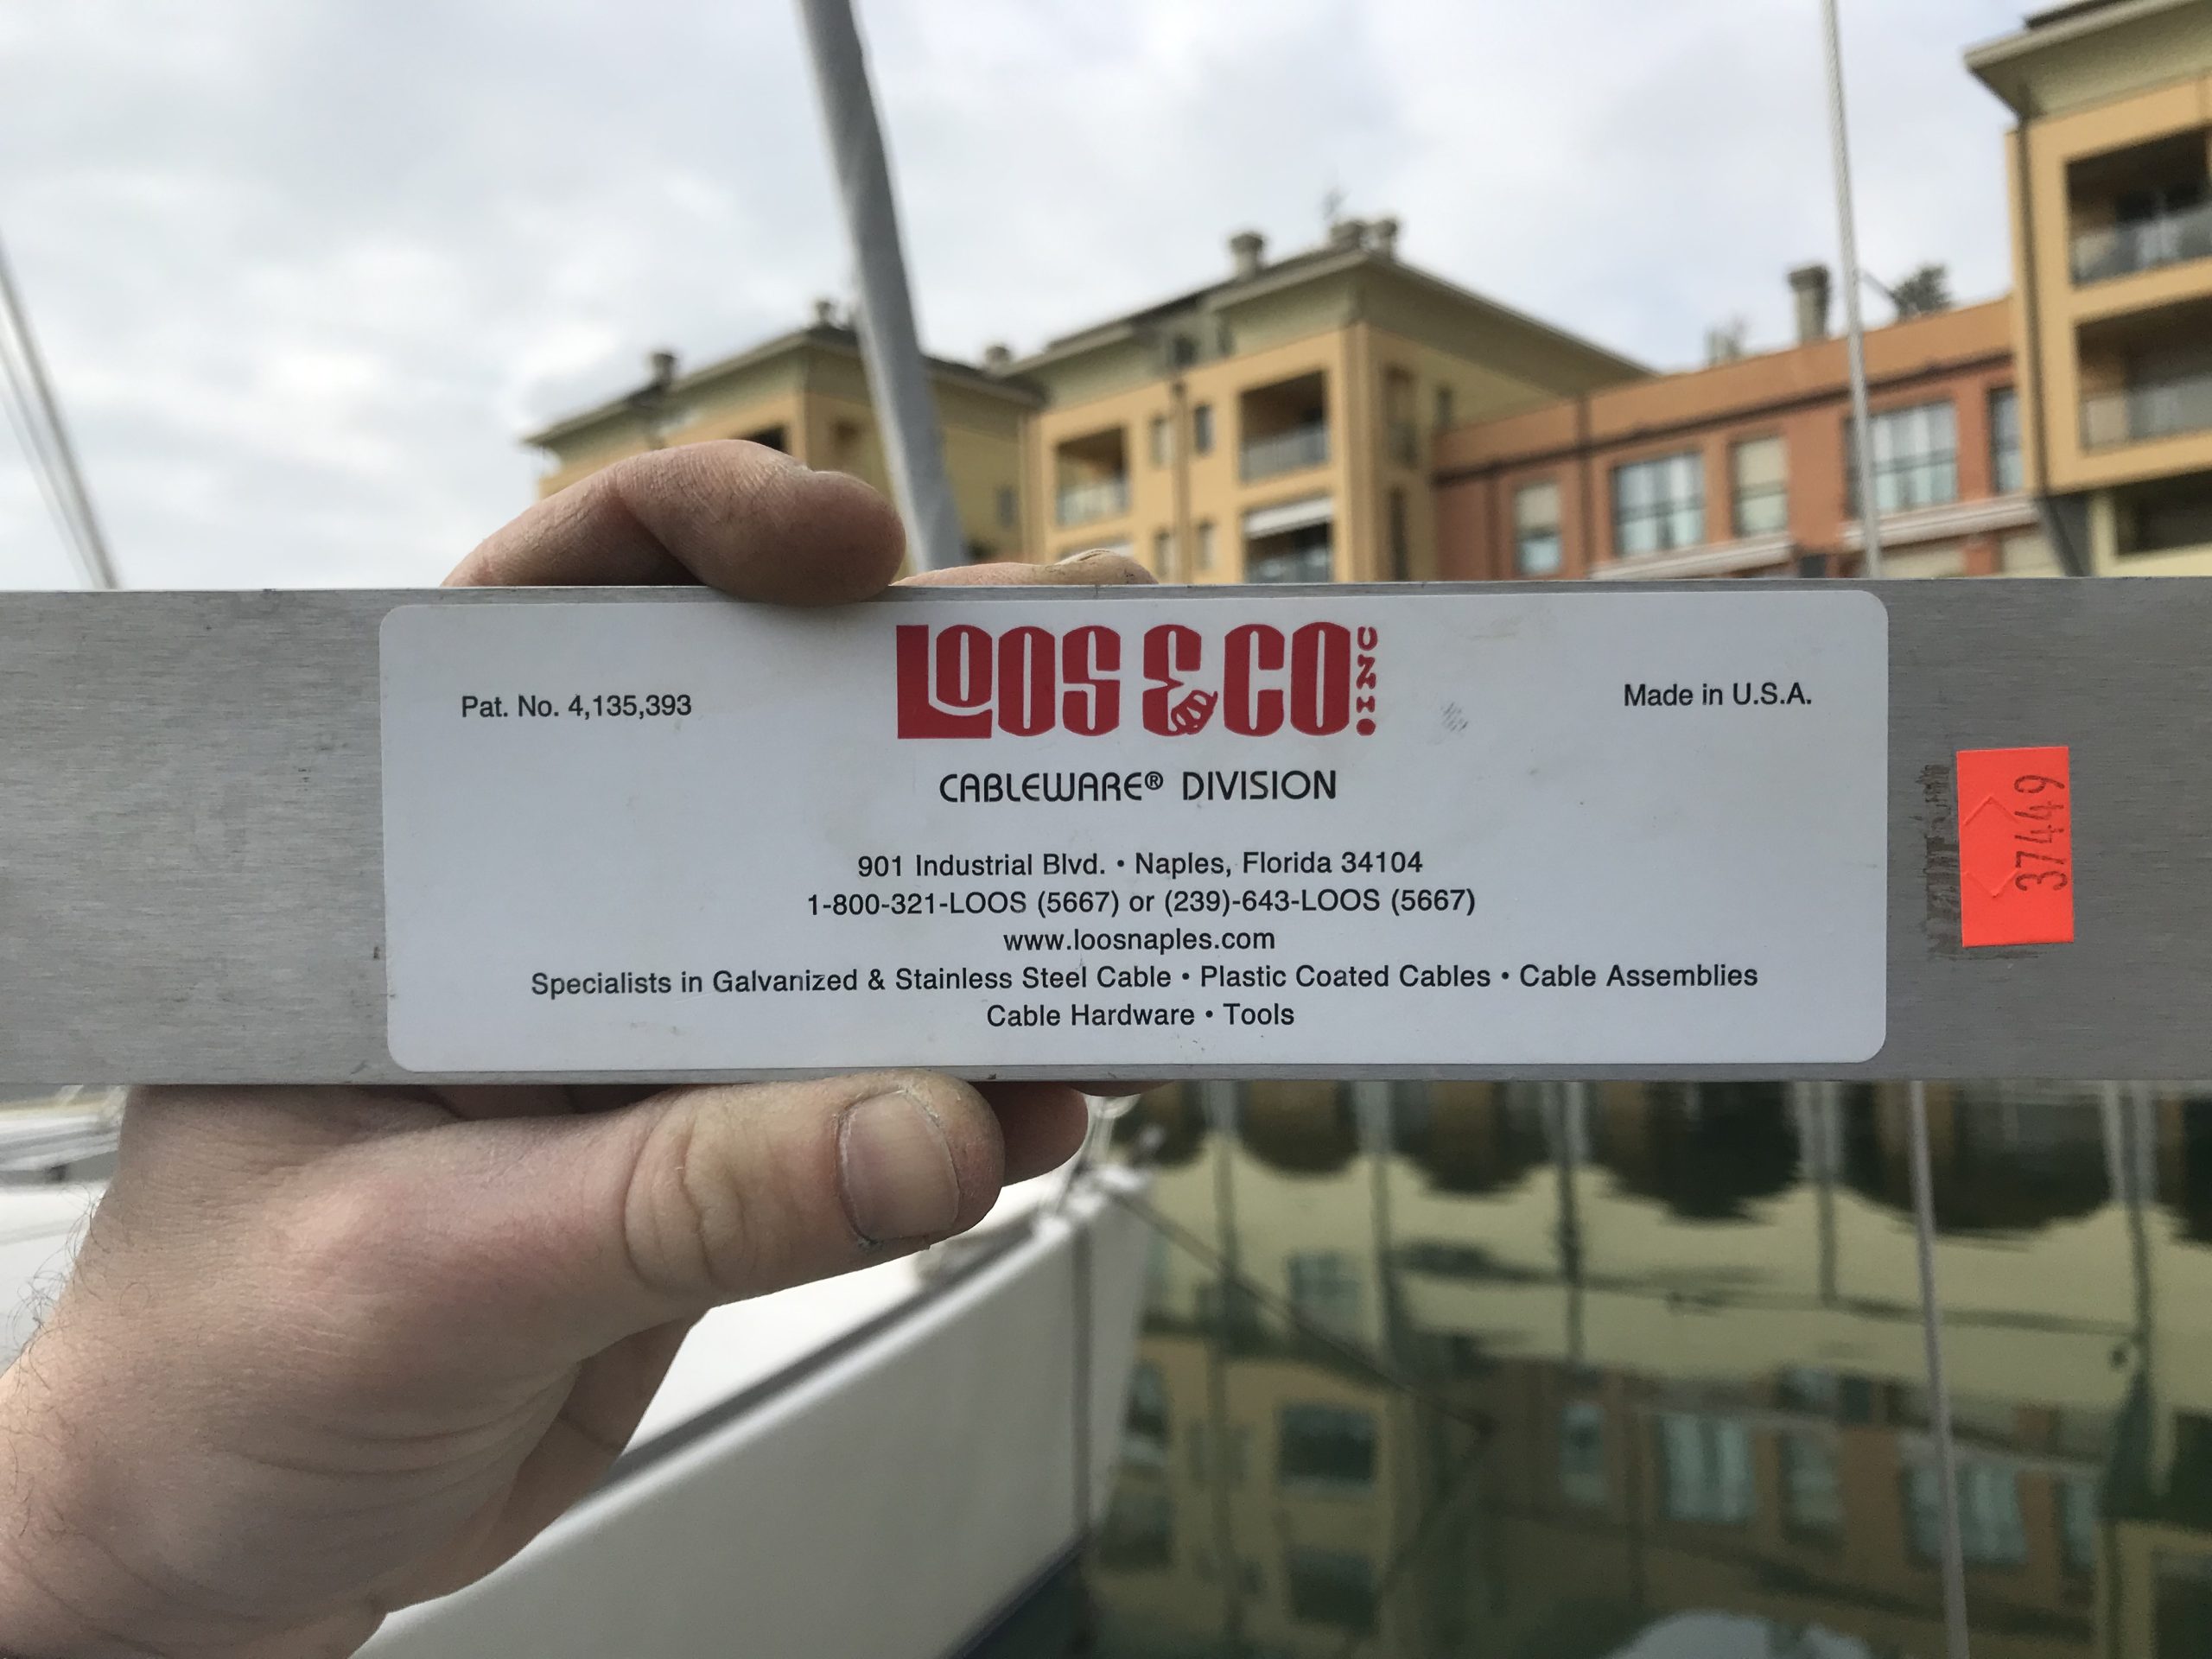 LOOS & CO INC.
Pat. No. 4,135,393
Made in U.S.A.
CABLEWARE® DIVISION
901 Industrial Blvd. • Naples, Florida 34104
1-800-321-LOOS (5667) or (239)-643-LOOS (5667)
www.loosnaples.com
Specialists in Galvanized & Stainless Steel Cable • Plastic Coated Cables • Cable Assemblies
Cable Hardware • Tools
37449